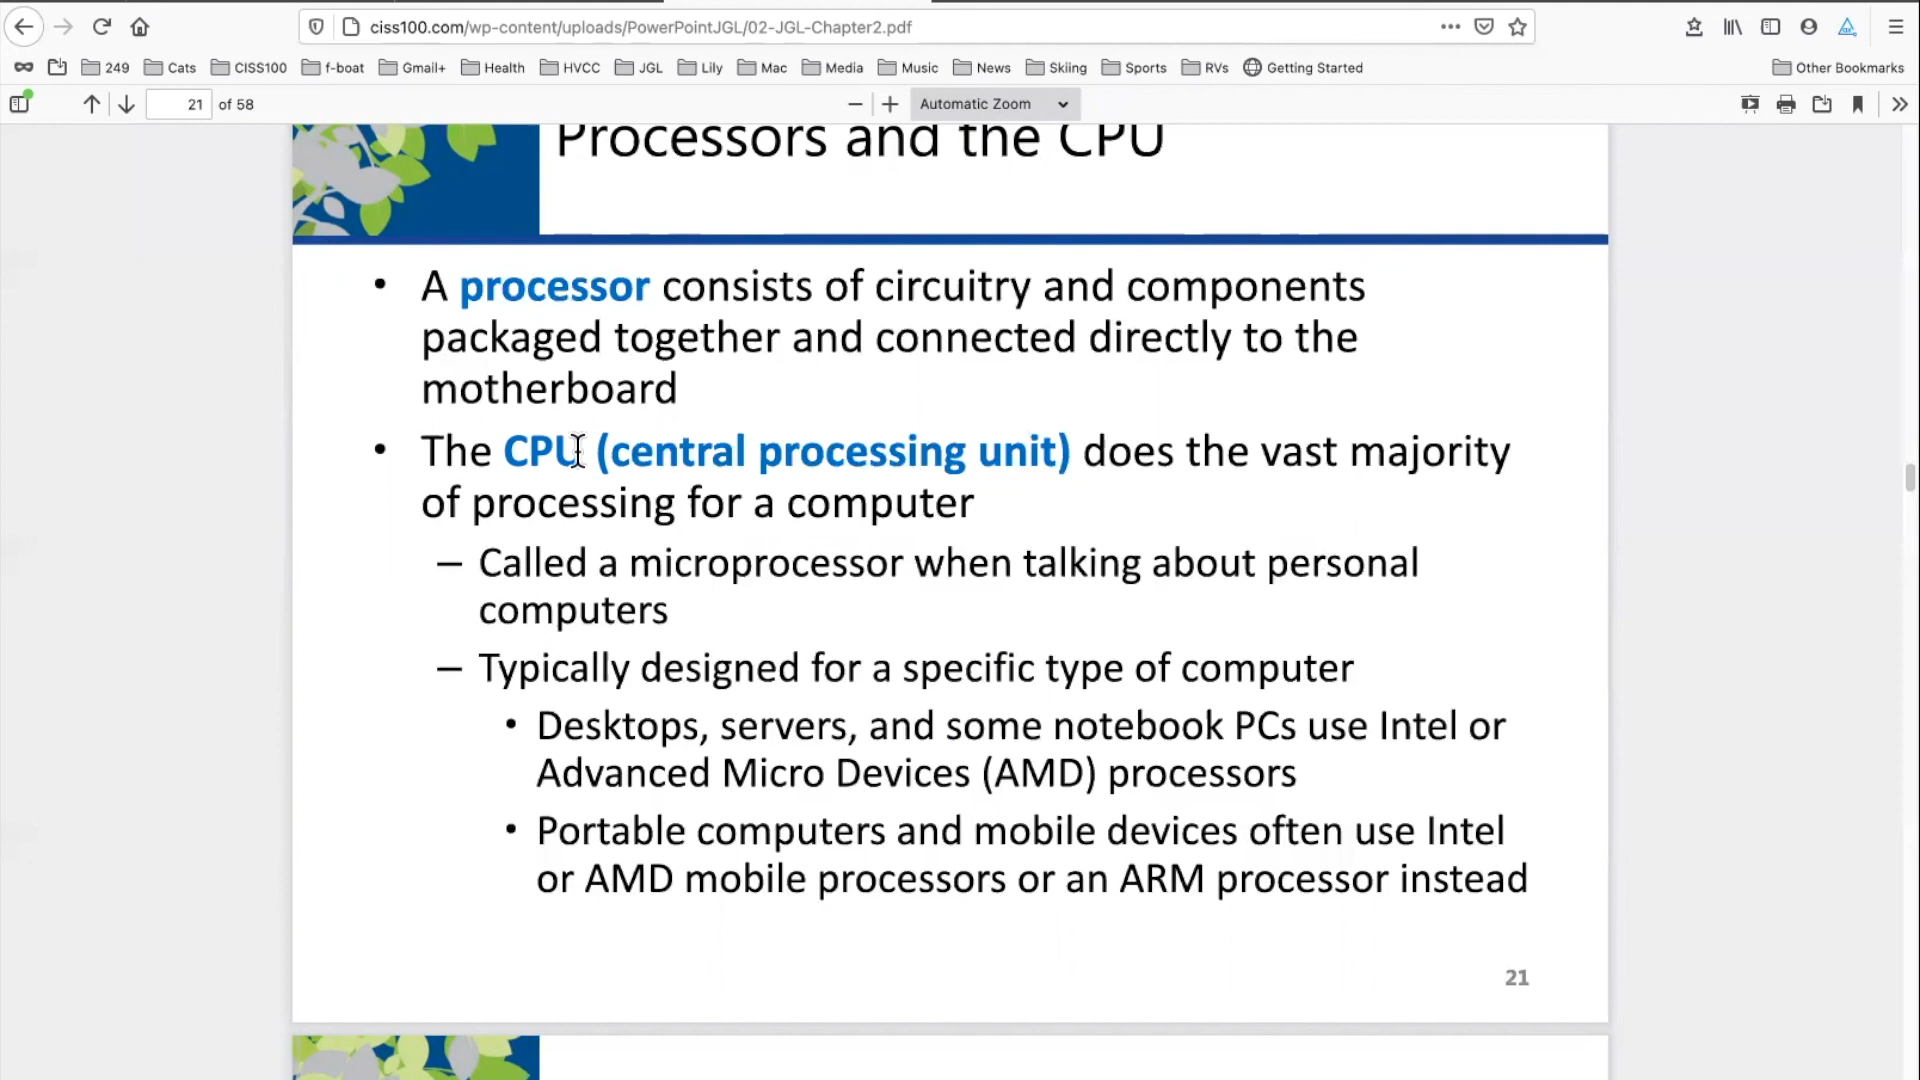 ciss100.com/wp-content/uploads/PowerPointJGL/02-JGL-Chapter2.pdf
249 Cats CISS100 f-boat Gmail+ Health HVCC JGL Lily Mac Media Music News Skiing Sports RVs Getting Started Other Bookmarks
21 of 58 Automatic Zoom
Processors and the CPU
• A processor consists of circuitry and components
packaged together and connected directly to the
motherboard
• The CPU (central processing unit) does the vast majority
of processing for a computer
– Called a microprocessor when talking about personal
computers
– Typically designed for a specific type of computer
• Desktops, servers, and some notebook PCs use Intel or
Advanced Micro Devices (AMD) processors
• Portable computers and mobile devices often use Intel
or AMD mobile processors or an ARM processor instead
21